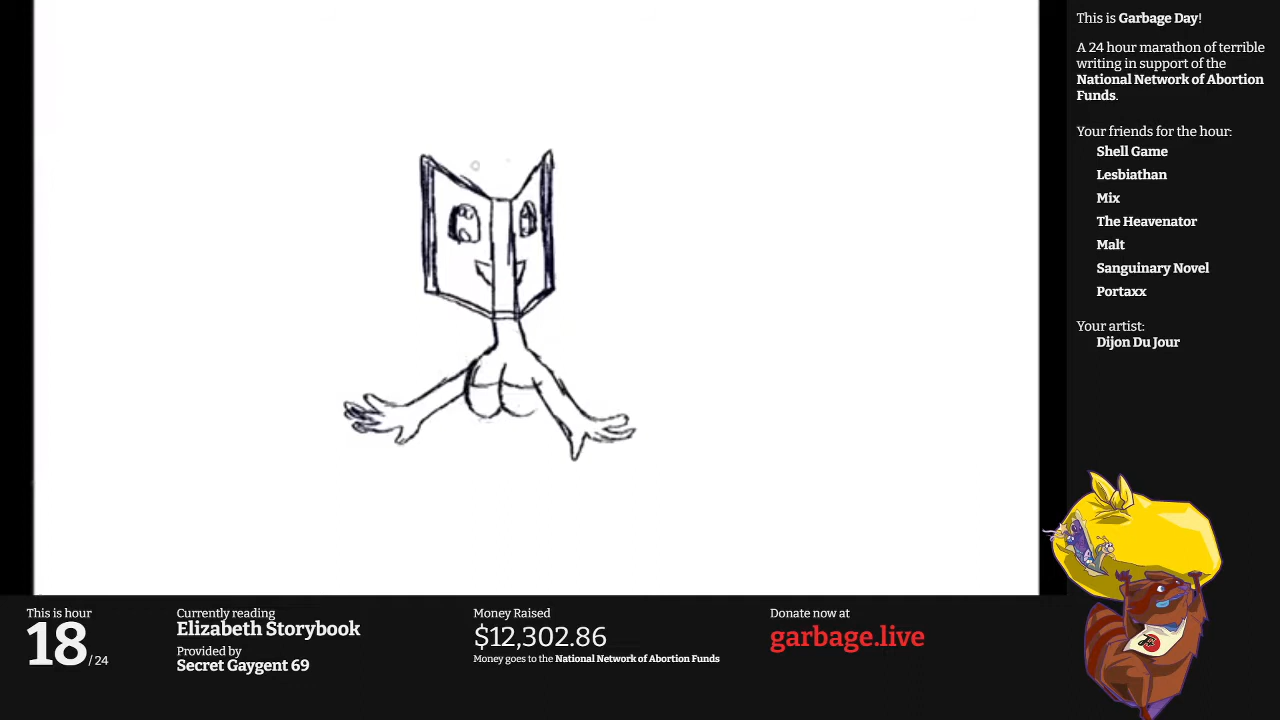 This is Garbage Day!
A 24 hour marathon of terrible
writing in support of the
National Network of Abortion
Funds.
Your friends for the hour:
Shell Game
Lesbiathan
Mix
The Heavenator
Malt
Sanguinary Novel
Portaxx
Your artist:
Dijon Du Jour
This is hour
18/24
Currently reading
Elizabeth Storybook
Provided by
Secret Gaygent 69
Money Raised
$12,302.86
Money goes to the National Network of Abortion Funds
Donate now at
garbage.live